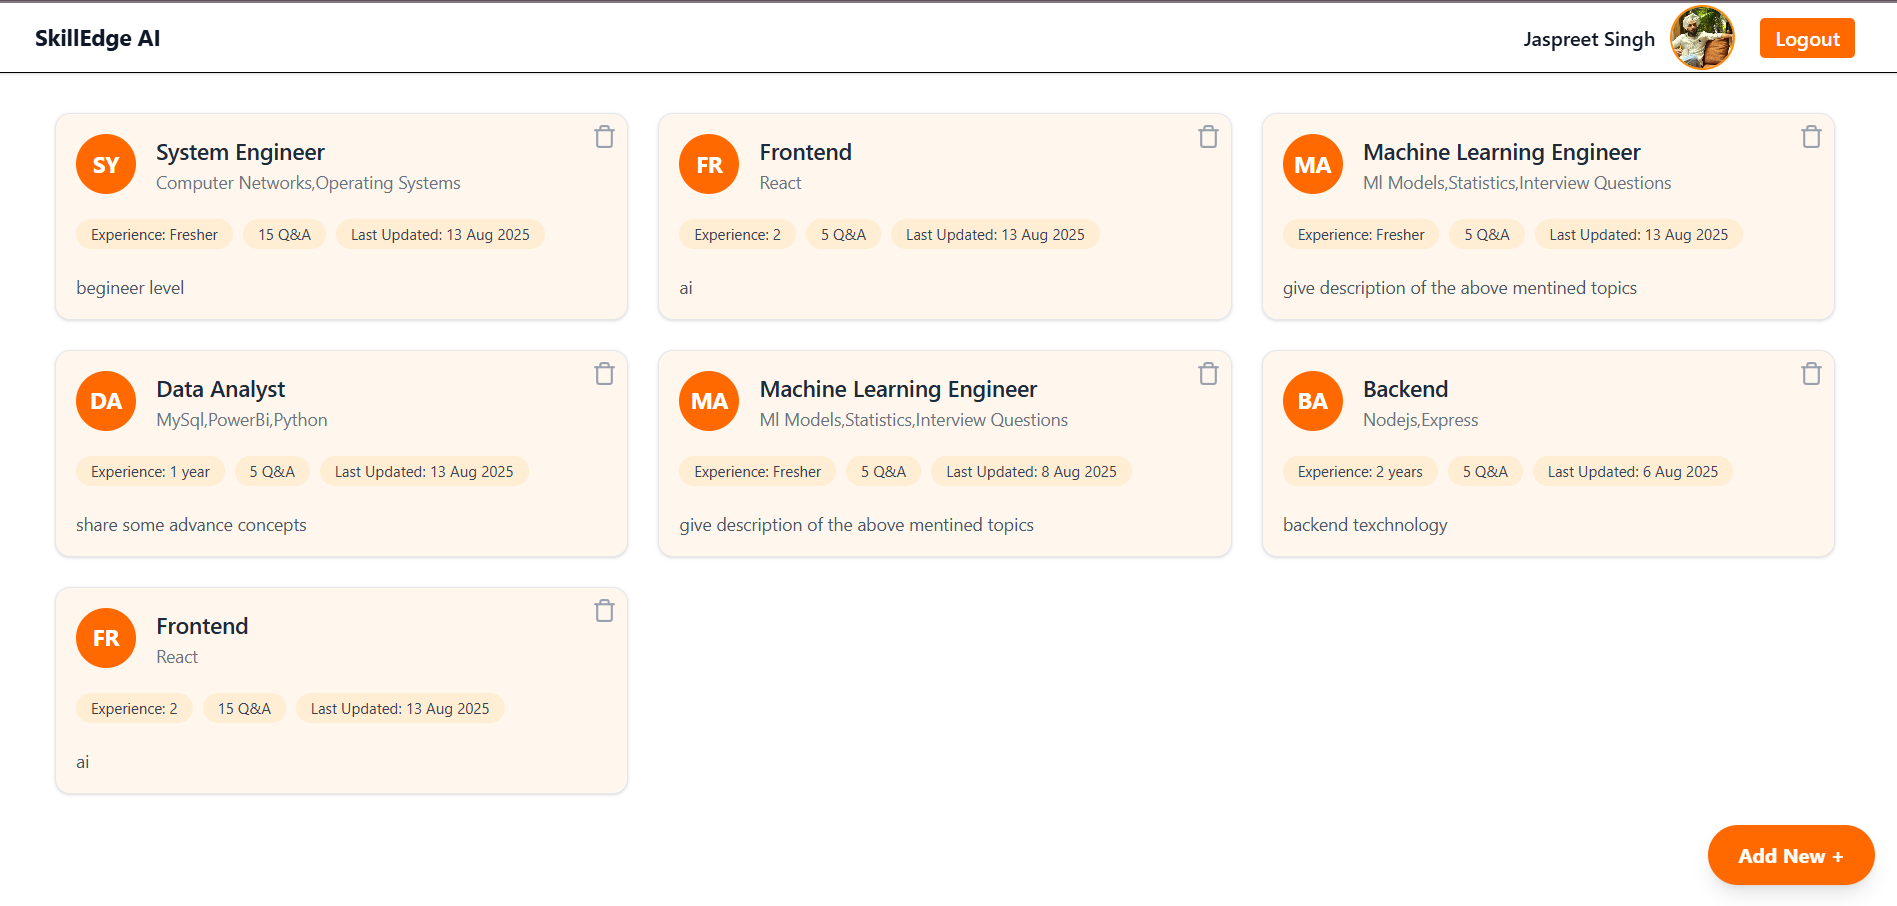 SkillEdge AI
Jaspreet Singh
Logout
SY
System Engineer
Computer Networks,Operating Systems
Experience: Fresher
15 Q&A
Last Updated: 13 Aug 2025
begineer level
FR
Frontend
React
Experience: 2
5 Q&A
Last Updated: 13 Aug 2025
ai
MA
Machine Learning Engineer
Ml Models,Statistics,Interview Questions
Experience: Fresher
5 Q&A
Last Updated: 13 Aug 2025
give description of the above mentined topics
DA
Data Analyst
MySql,PowerBi,Python
Experience: 1 year
5 Q&A
Last Updated: 13 Aug 2025
share some advance concepts
MA
Machine Learning Engineer
Ml Models,Statistics,Interview Questions
Experience: Fresher
5 Q&A
Last Updated: 8 Aug 2025
give description of the above mentined topics
BA
Backend
Nodejs,Express
Experience: 2 years
5 Q&A
Last Updated: 6 Aug 2025
backend texchnology
FR
Frontend
React
Experience: 2
15 Q&A
Last Updated: 13 Aug 2025
ai
Add New +